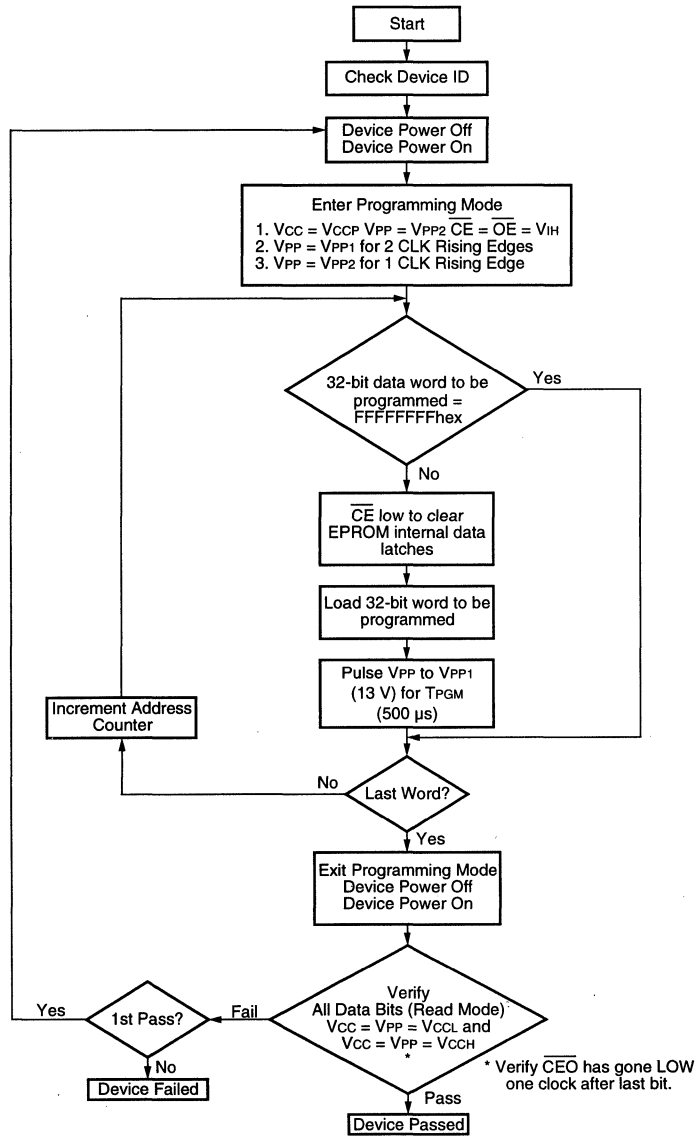 Start
Check Device ID
Device Power Off
Device Power On
Enter Programming Mode
1. VCC = VCCP VPP = VPP2 C̅E̅ = O̅E̅ = VIH
2. VPP = VPP1 for 2 CLK Rising Edges
3. VPP = VPP2 for 1 CLK Rising Edge
32-bit data word to be
programmed =
FFFFFFFFhex
Yes
No
C̅E̅ low to clear
EPROM internal data
latches
Load 32-bit word to be
programmed
Pulse VPP to VPP1
(13 V) for TPGM
(500 µs)
Increment Address
Counter
No
Last Word?
Yes
Exit Programming Mode
Device Power Off
Device Power On
Verify
All Data Bits (Read Mode)
VCC = VPP = VCCL and
VCC = VPP = VCCH
*
Fail
1st Pass?
Yes
No
Device Failed
* Verify C̅E̅O̅ has gone LOW
one clock after last bit.
Pass
Device Passed